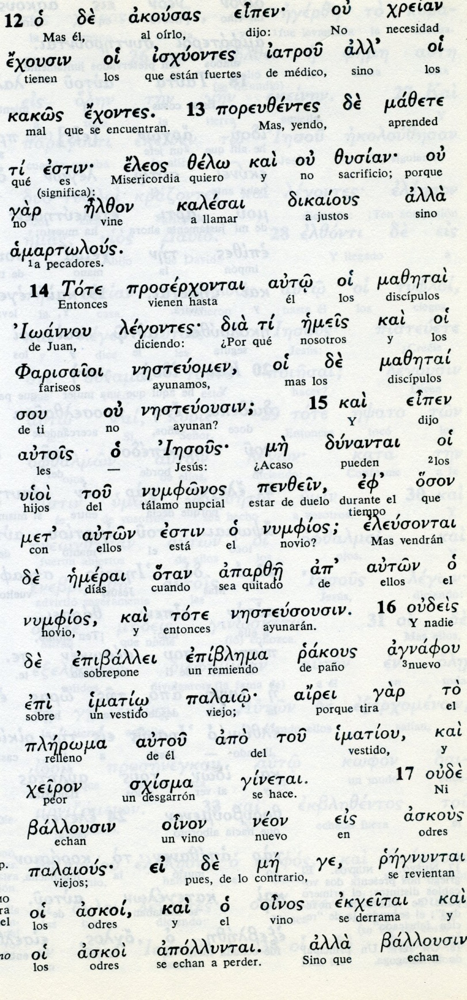 12 ὁ δὲ ἀκούσας εἶπεν· οὐ χρείαν
Mas él, al oírlo, dijo: No necesidad
ἔχουσιν οἱ ἰσχύοντες ἰατροῦ ἀλλ’ οἱ
tienen los que están fuertes de médico, sino los
κακῶς ἔχοντες. 13 πορευθέντες δὲ μάθετε
mal que se encuentran. Mas, yendo, aprended
τί ἐστιν· ἔλεος θέλω καὶ οὐ θυσίαν· οὐ
qué es Misericordia quiero y no sacrificio; porque
(significa):
γὰρ ἦλθον καλέσαι δικαίους ἀλλὰ
no vine a llamar a justos sino
ἁμαρτωλούς.
1a pecadores.
14 Τότε προσέρχονται αὐτῷ οἱ μαθηταὶ
Entonces vienen hasta él los discípulos
Ἰωάννου λέγοντες· διὰ τί ἡμεῖς καὶ οἱ
de Juan, diciendo: ¿Por qué nosotros y los
Φαρισαῖοι νηστεύομεν, οἱ δὲ μαθηταί
fariseos ayunamos, mas los discípulos
σου οὐ νηστεύουσιν; 15 καὶ εἶπεν
de ti no ayunan? Y dijo
αὐτοῖς ὁ Ἰησοῦς· μὴ δύνανται οἱ
les — Jesús: ¿Acaso pueden 2los
υἱοὶ τοῦ νυμφῶνος πενθεῖν, ἐφ’ ὅσον
hijos del tálamo nupcial estar de duelo durante el que
tiempo
μετ’ αὐτῶν ἐστιν ὁ νυμφίος; ἐλεύσονται
con ellos está el novio? Mas vendrán
δὲ ἡμέραι ὅταν ἀπαρθῇ ἀπ’ αὐτῶν ὁ
días cuando sea quitado de ellos el
νυμφίος, καὶ τότε νηστεύσουσιν. 16 οὐδεὶς
novio, y entonces ayunarán. Y nadie
δὲ ἐπιβάλλει ἐπίβλημα ῥάκους ἀγνάφου
sobrepone un remiendo de paño 3nuevo
ἐπὶ ἱματίῳ παλαιῷ· αἴρει γὰρ τὸ
sobre un vestido viejo; porque tira el
πλήρωμα αὐτοῦ ἀπὸ τοῦ ἱματίου, καὶ
relleno de él del vestido, y
χεῖρον σχίσμα γίνεται. 17 οὐδὲ
peor un desgarrón se hace. Ni
βάλλουσιν οἶνον νέον εἰς ἀσκοὺς
echan un vino nuevo en odres
παλαιούς· εἰ δὲ μή γε, ῥήγνυνται
viejos; pues, de lo contrario, se revientan
οἱ ἀσκοί, καὶ ὁ οἶνος ἐκχεῖται καὶ
los odres y el vino se derrama y
οἱ ἀσκοὶ ἀπόλλυνται. ἀλλὰ βάλλουσιν
los odres se echan a perder. Sino que echan